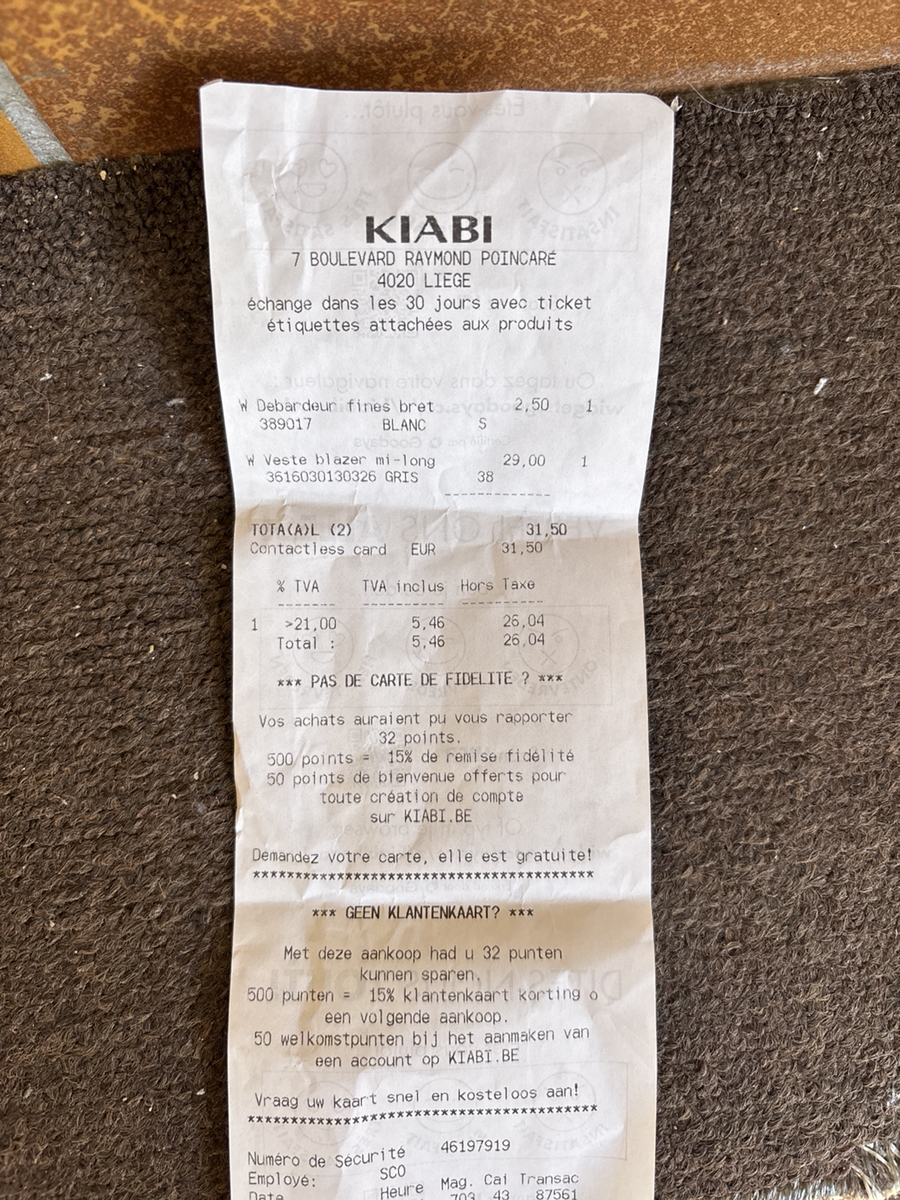 KIABI
7 BOULEVARD RAYMOND POINCARÉ
4020 LIEGE
échange dans les 30 jours avec ticket
étiquettes attachées aux produits
W Debardeur fines bret 2,50 1
389017 BLANC S
W Veste blazer mi-long 29,00 1
3616030130326 GRIS 38
------------
TOTA(A)L (2) 31,50
Contactless card EUR 31,50
% TVA TVA inclus Hors Taxe
------- --------- ---------
1 >21,00 5,46 26,04
Total : 5,46 26,04
*** PAS DE CARTE DE FIDELITE ? ***
Vos achats auraient pu vous rapporter
32 points.
500 points = 15% de remise fidélité
50 points de bienvenue offerts pour
toute création de compte
sur KIABI.BE
Demandez votre carte, elle est gratuite!
****************************************
*** GEEN KLANTENKAART? ***
Met deze aankoop had u 32 punten
kunnen sparen.
500 punten = 15% klantenkaart korting o
een volgende aankoop.
50 welkomstpunten bij het aanmaken van
een account op KIABI.BE
Vraag uw kaart snel en kosteloos aan!
****************************************
Numéro de Sécurité 46197919
Employé: SCO
Date Heure Mag. Cai Transac
703 43 87561